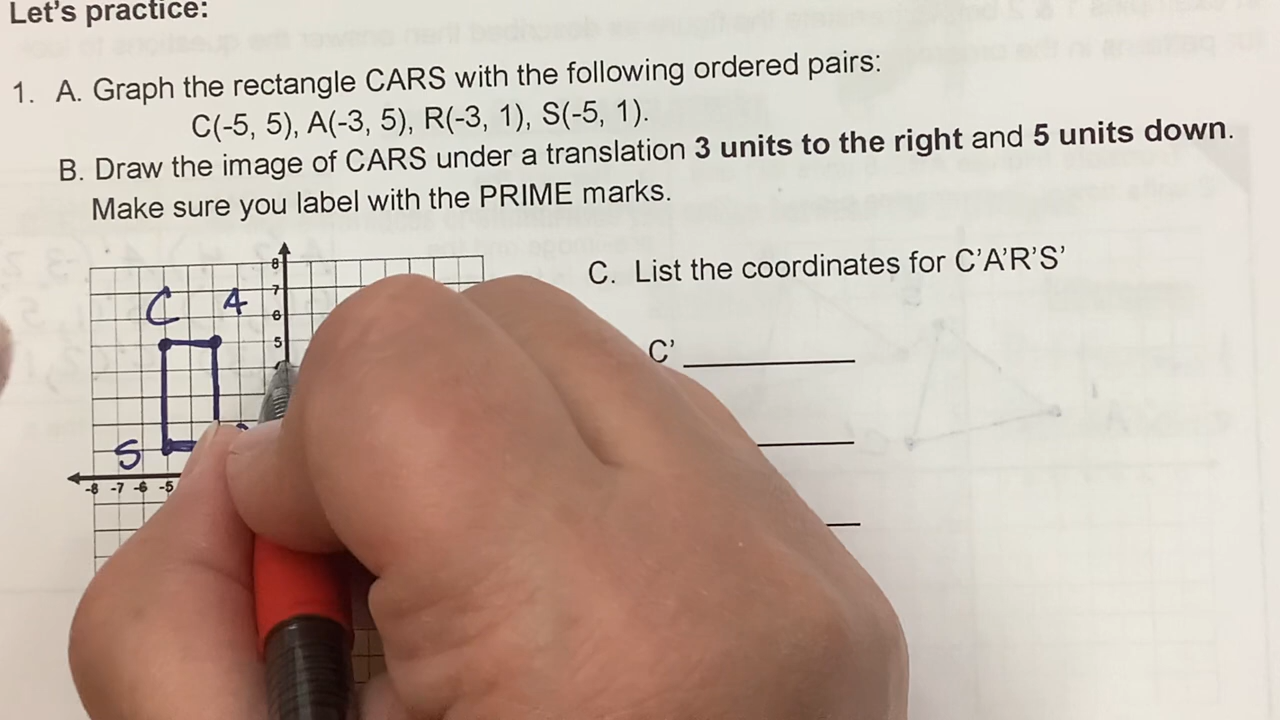 Let's practice:
1. A. Graph the rectangle CARS with the following ordered pairs:
C(-5, 5), A(-3, 5), R(-3, 1), S(-5, 1).
B. Draw the image of CARS under a translation 3 units to the right and 5 units down.
Make sure you label with the PRIME marks.
C. List the coordinates for C'A'R'S'
8
C A 7
6
5
C'
S
-8 -7 -6 -5